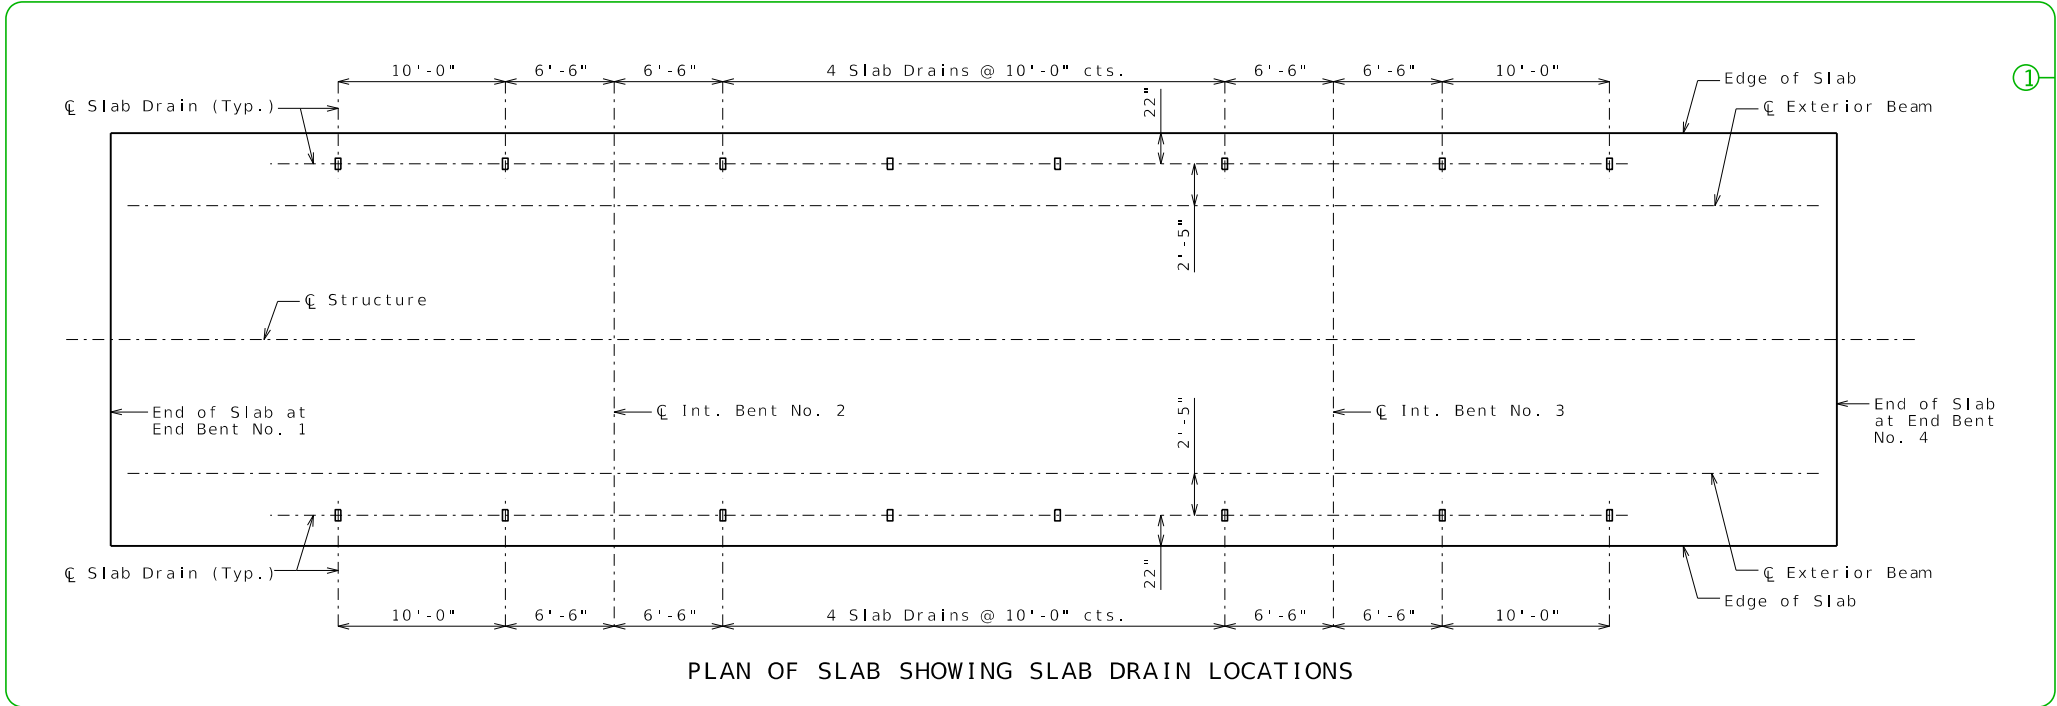 10'-0" 6'-6" 6'-6" 4 Slab Drains @ 10'-0" cts. 6'-6" 6'-6" 10'-0"
Edge of Slab
1
℄ Slab Drain (Typ.)
22"
℄ Exterior Beam
2'-5"
℄ Structure
End of Slab at
End Bent No. 1
℄ Int. Bent No. 2
2'-5"
℄ Int. Bent No. 3
End of Slab
at End Bent
No. 4
℄ Slab Drain (Typ.)
22"
℄ Exterior Beam
Edge of Slab
10'-0" 6'-6" 6'-6" 4 Slab Drains @ 10'-0" cts. 6'-6" 6'-6" 10'-0"
PLAN OF SLAB SHOWING SLAB DRAIN LOCATIONS